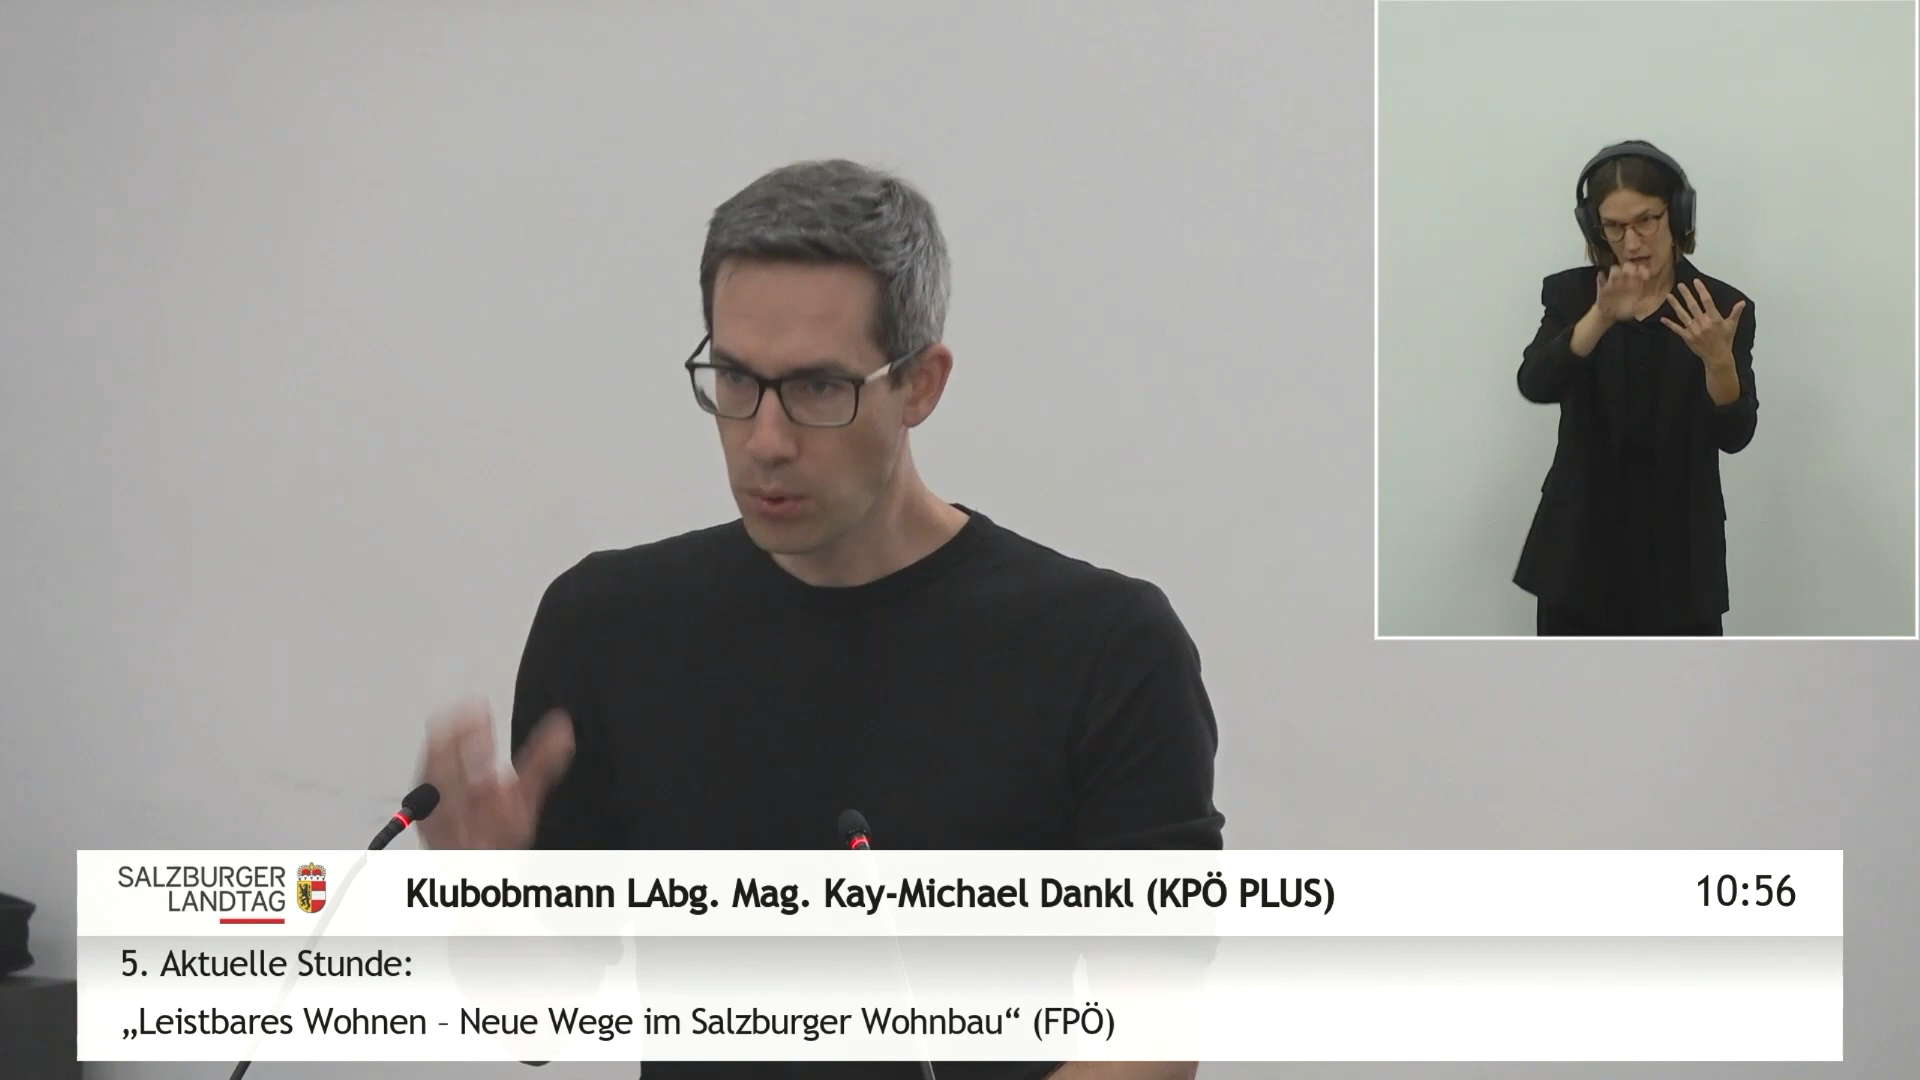 SALZBURGER
LANDTAG
Klubobmann LAbg. Mag. Kay-Michael Dankl (KPÖ PLUS)
10:56
5. Aktuelle Stunde:
„Leistbares Wohnen – Neue Wege im Salzburger Wohnbau“ (FPÖ)